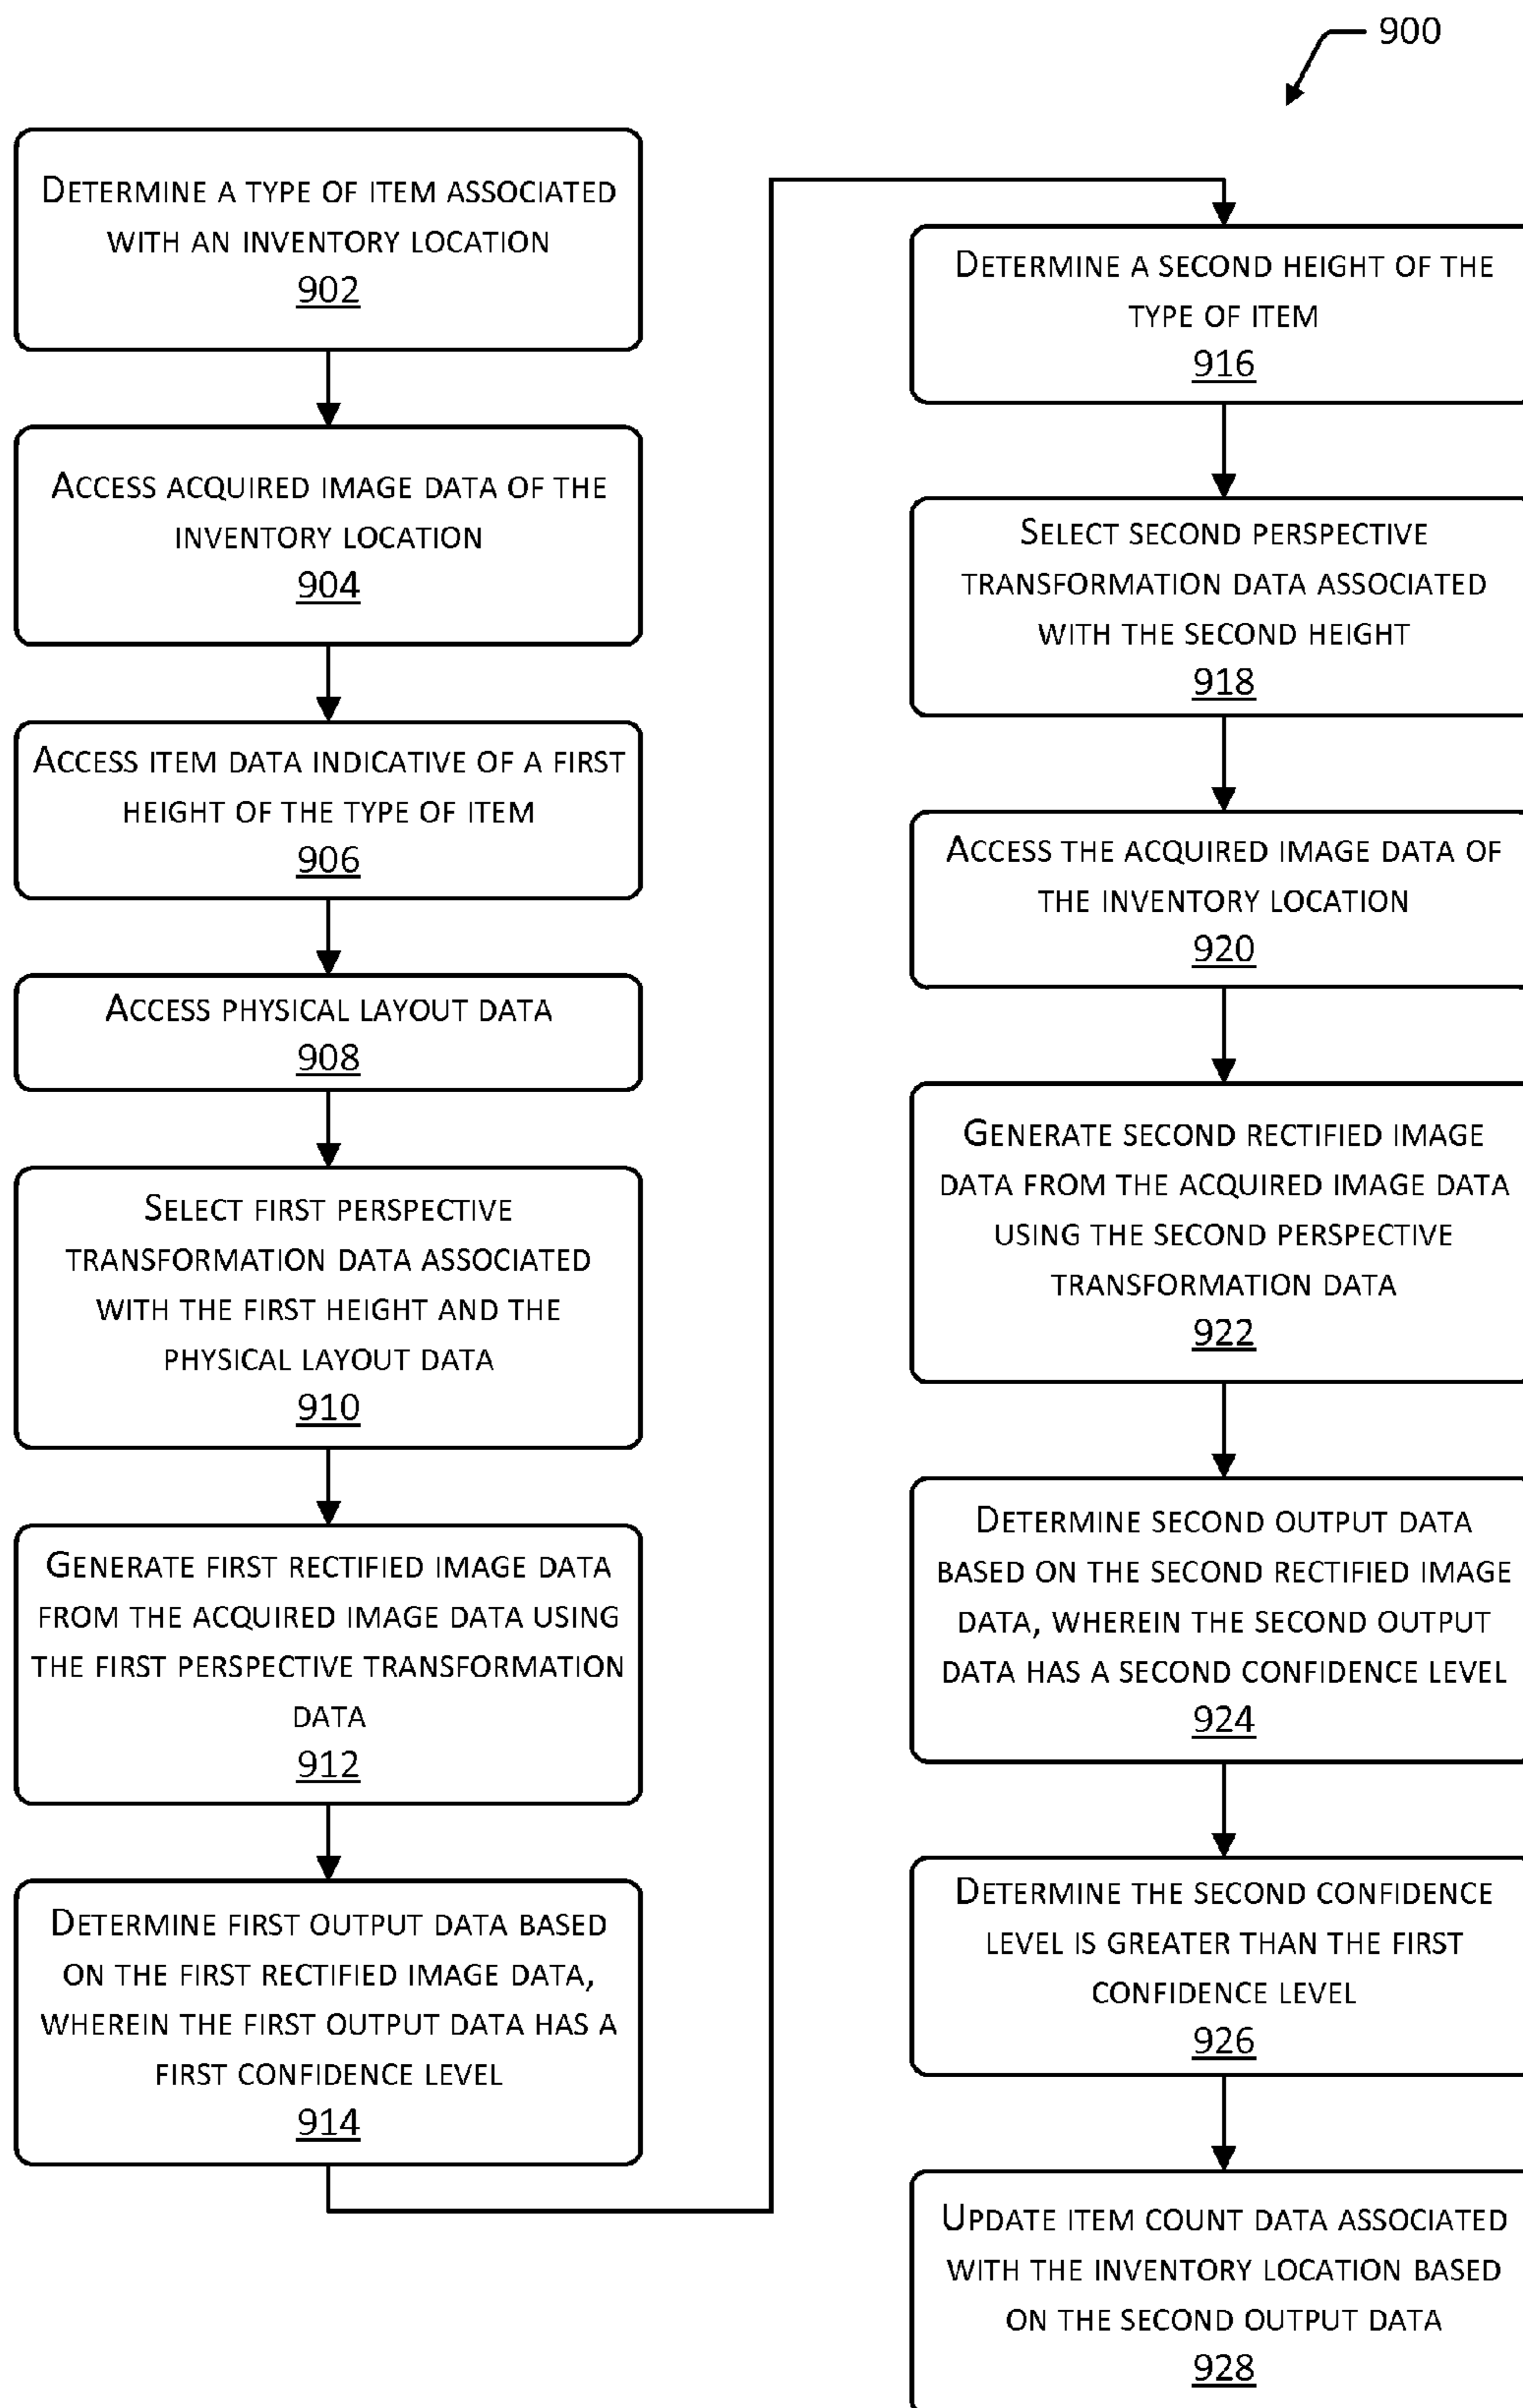 900
DETERMINE A TYPE OF ITEM ASSOCIATED
WITH AN INVENTORY LOCATION
902
ACCESS ACQUIRED IMAGE DATA OF THE
INVENTORY LOCATION
904
ACCESS ITEM DATA INDICATIVE OF A FIRST
HEIGHT OF THE TYPE OF ITEM
906
ACCESS PHYSICAL LAYOUT DATA
908
SELECT FIRST PERSPECTIVE
TRANSFORMATION DATA ASSOCIATED
WITH THE FIRST HEIGHT AND THE
PHYSICAL LAYOUT DATA
910
GENERATE FIRST RECTIFIED IMAGE DATA
FROM THE ACQUIRED IMAGE DATA USING
THE FIRST PERSPECTIVE TRANSFORMATION
DATA
912
DETERMINE FIRST OUTPUT DATA BASED
ON THE FIRST RECTIFIED IMAGE DATA,
WHEREIN THE FIRST OUTPUT DATA HAS A
FIRST CONFIDENCE LEVEL
914
DETERMINE A SECOND HEIGHT OF THE
TYPE OF ITEM
916
SELECT SECOND PERSPECTIVE
TRANSFORMATION DATA ASSOCIATED
WITH THE SECOND HEIGHT
918
ACCESS THE ACQUIRED IMAGE DATA OF
THE INVENTORY LOCATION
920
GENERATE SECOND RECTIFIED IMAGE
DATA FROM THE ACQUIRED IMAGE DATA
USING THE SECOND PERSPECTIVE
TRANSFORMATION DATA
922
DETERMINE SECOND OUTPUT DATA
BASED ON THE SECOND RECTIFIED IMAGE
DATA, WHEREIN THE SECOND OUTPUT
DATA HAS A SECOND CONFIDENCE LEVEL
924
DETERMINE THE SECOND CONFIDENCE
LEVEL IS GREATER THAN THE FIRST
CONFIDENCE LEVEL
926
UPDATE ITEM COUNT DATA ASSOCIATED
WITH THE INVENTORY LOCATION BASED
ON THE SECOND OUTPUT DATA
928